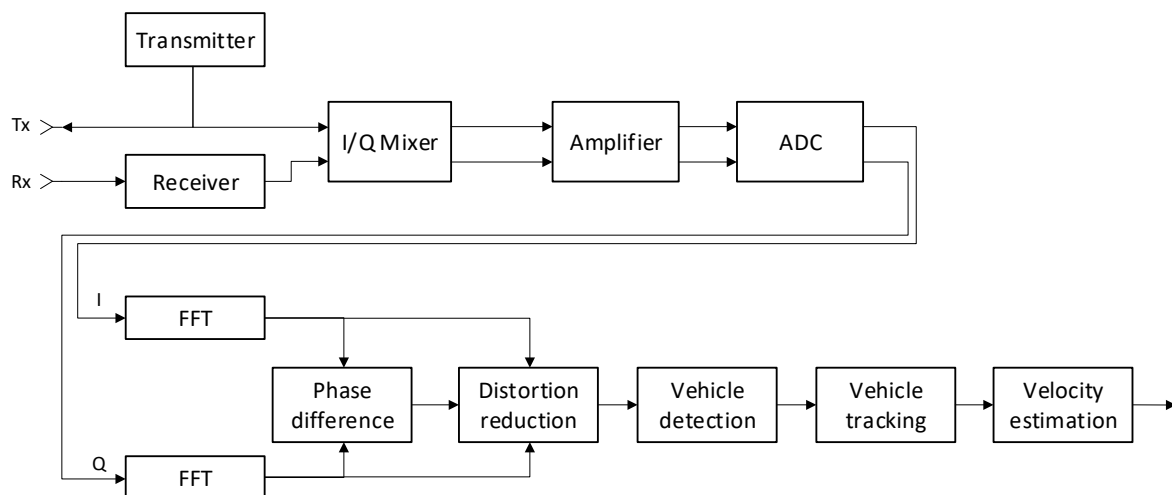 Transmitter
Tx
I/Q Mixer
Amplifier
ADC
Rx
Receiver
I
FFT
Phase
difference
Distortion
reduction
Vehicle
detection
Vehicle
tracking
Velocity
estimation
Q
FFT